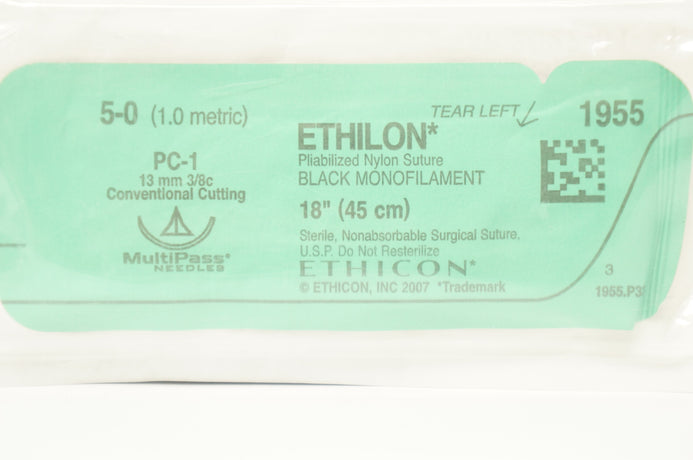 5-0 (1.0 metric)
PC-1
13 mm 3/8c
Conventional Cutting
MultiPass*
NEEDLES
TEAR LEFT
ETHILON*
Pliabilized Nylon Suture
BLACK MONOFILAMENT
18" (45 cm)
Sterile, Nonabsorbable Surgical Suture,
U.S.P. Do Not Resterilize
ETHICON*
© ETHICON, INC 2007 *Trademark
1955
3